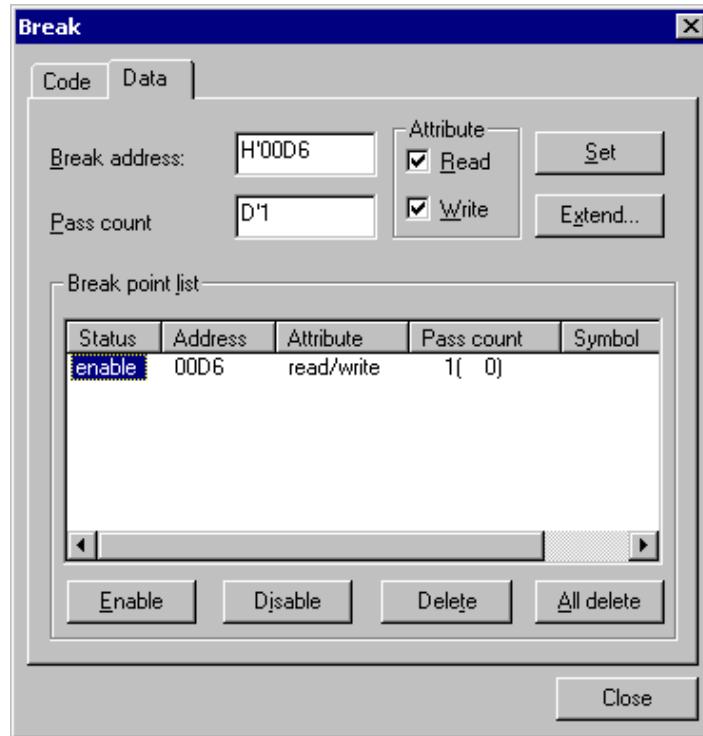 Break
Code Data
Break address: H'00D6
Attribute
Read
Set
Pass count D'1
Write
Extend...
Break point list
Status Address Attribute Pass count Symbol
enable 00D6 read/write 1( 0)
Enable Disable Delete All delete
Close